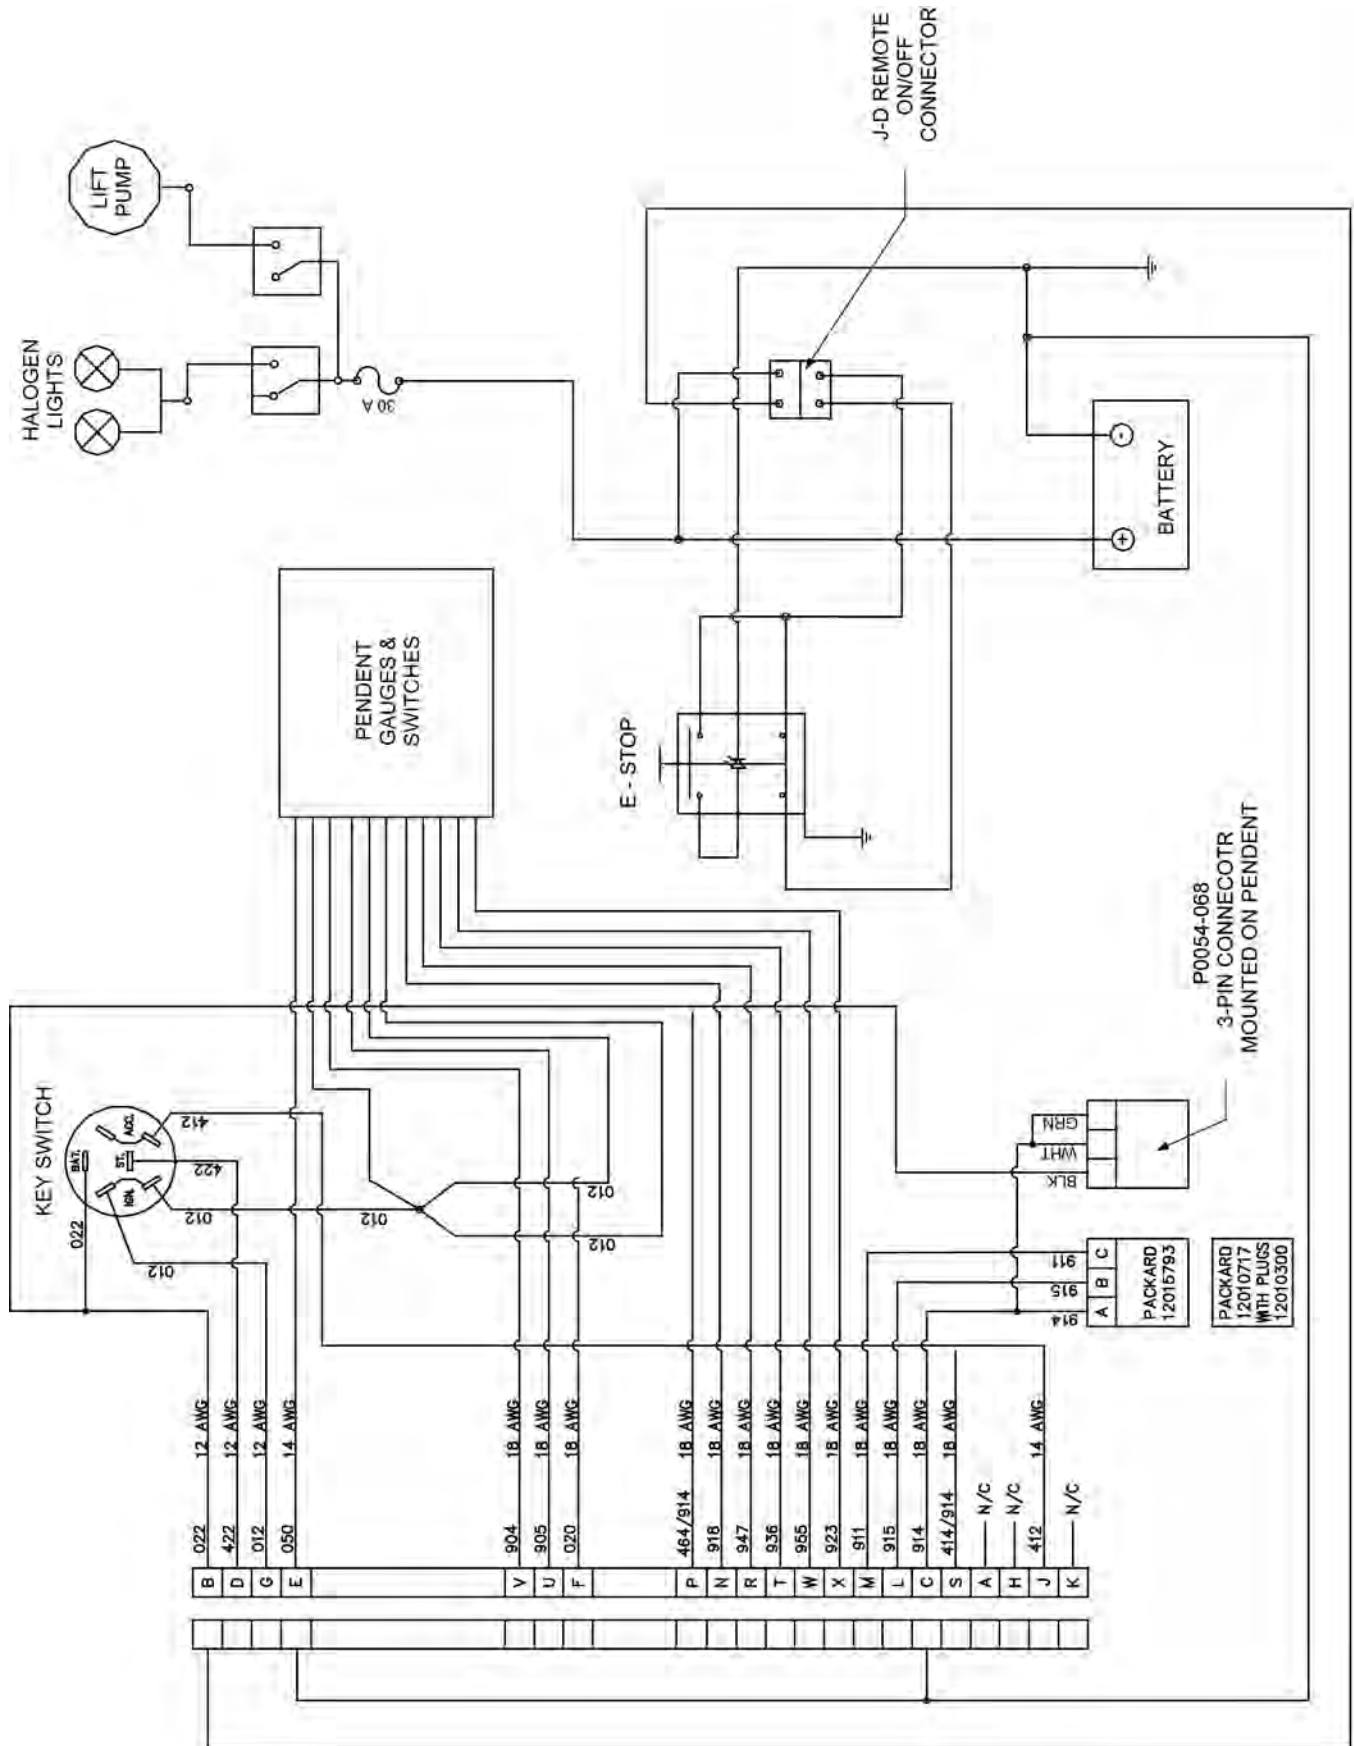 J-D REMOTE
ON/OFF
CONNECTOR
LIFT
PUMP
HALOGEN
LIGHTS
30 A
BATTERY
-
+
PENDENT
GAUGES &
SWITCHES
E - STOP
P0054-068
3-PIN CONNECOTR
MOUNTED ON PENDENT
GRN
WHT
BLK
KEY SWITCH
BAT.
ACC.
ST.
IGN.
022
412
422
012
012
012
012
012
911 C
915 B
914 A
PACKARD
12015793
PACKARD
12010717
WITH PLUGS
12010300
B 022 12 AWG
D 422 12 AWG
G 012 12 AWG
E 050 14 AWG
V 904 18 AWG
U 905 18 AWG
F 020 18 AWG
P 464/914 18 AWG
N 918 18 AWG
R 947 18 AWG
T 936 18 AWG
W 955 18 AWG
X 923 18 AWG
M 911 18 AWG
L 915 18 AWG
C 914 18 AWG
S 414/914 18 AWG
A N/C
H N/C
J 412 14 AWG
K N/C